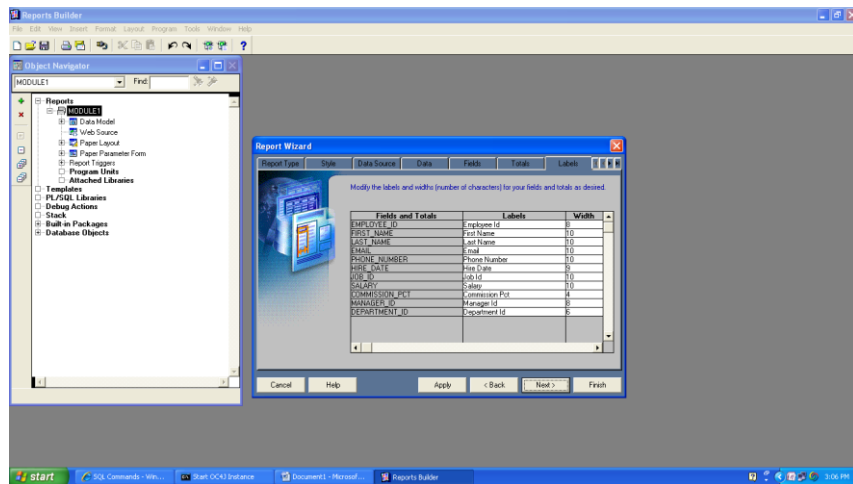 Reports Builder
File Edit View Insert Format Layout Program Tools Window Help
Object Navigator
MODULE1 Find:
Reports
MODULE1
Data Model
Web Source
Paper Layout
Paper Parameter Form
Report Triggers
Program Units
Attached Libraries
Templates
PL/SQL Libraries
Debug Actions
Stack
Built-in Packages
Database Objects
Report Wizard
Report Type Style Data Source Data Fields Totals Labels
Modify the labels and widths (number of characters) for your fields and totals as desired.
Fields and Totals Labels Width
EMPLOYEE_ID Employee Id 8
FIRST_NAME First Name 10
LAST_NAME Last Name 10
EMAIL Email 10
PHONE_NUMBER Phone Number 10
HIRE_DATE Hire Date 9
JOB_ID Job Id 10
SALARY Salary 10
COMMISSION_PCT Commission Pct 4
MANAGER_ID Manager Id 8
DEPARTMENT_ID Department Id 6
Cancel Help Apply < Back Next > Finish
start SQL Commands - Win... Start OC4J Instance Document1 - Microsof... Reports Builder 3:06 PM